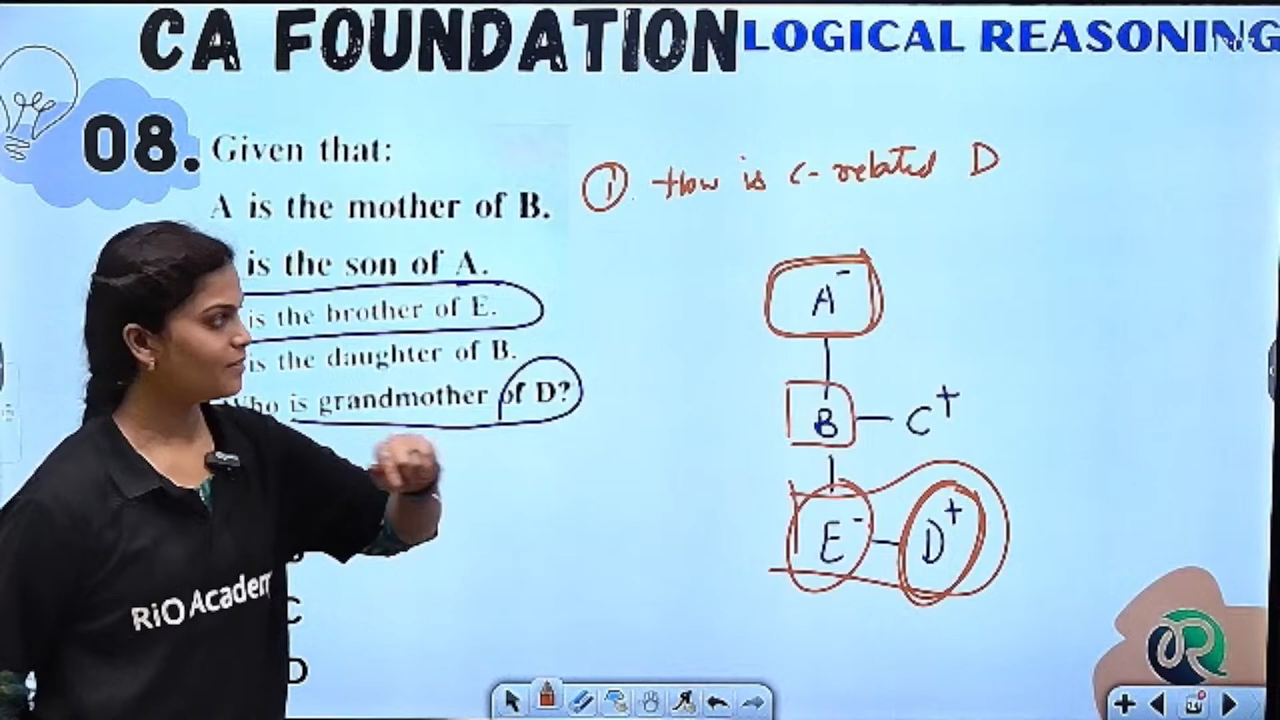 CA FOUNDATION LOGICAL REASONING
08. Given that:
A is the mother of B.
is the son of A.
is the brother of E.
is the daughter of B.
Who is grandmother of D?
① How is C related D
A -
B — C +
E - — D +
C
D
RiO Academ